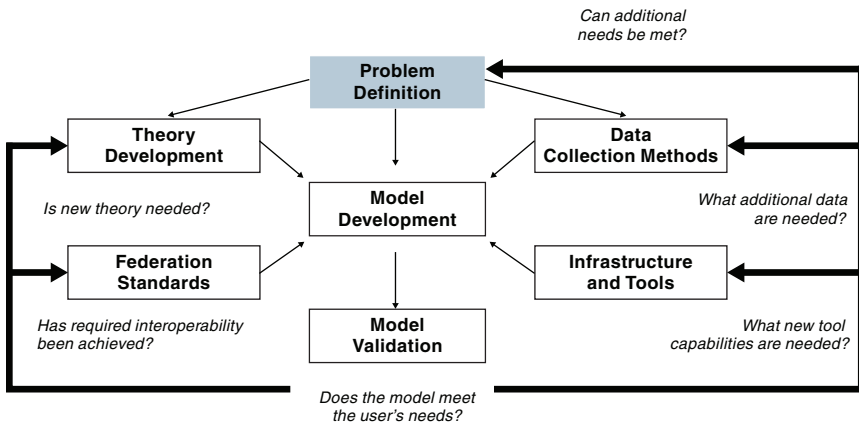 Can additional
needs be met?
Problem
Definition
Theory
Development
Data
Collection Methods
Is new theory needed?
Model
Development
What additional data
are needed?
Federation
Standards
Infrastructure
and Tools
Has required interoperability
been achieved?
Model
Validation
What new tool
capabilities are needed?
Does the model meet
the user’s needs?